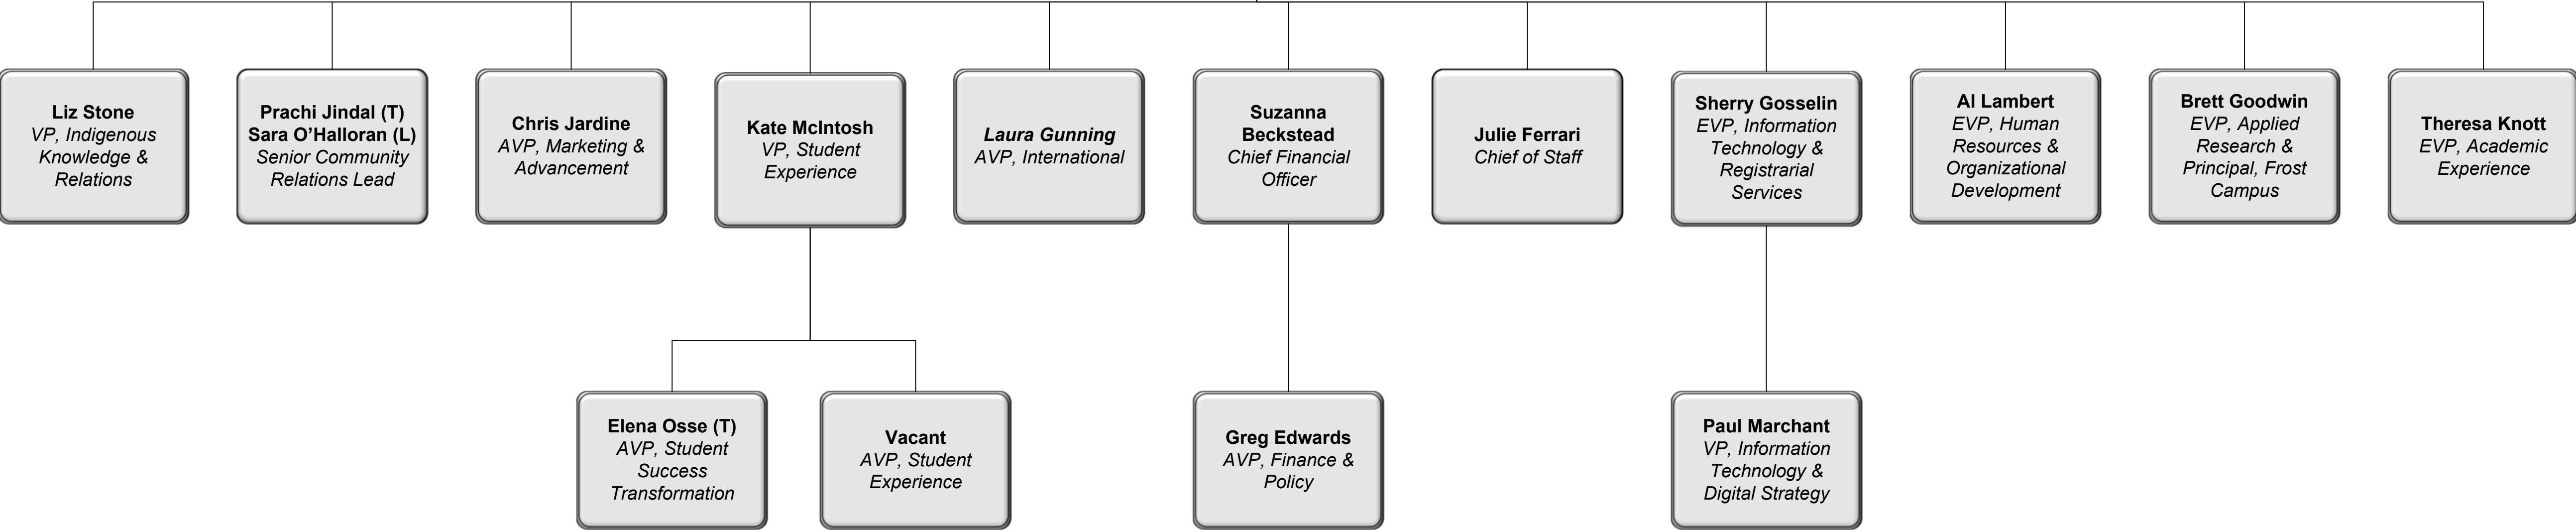 Liz Stone
VP, Indigenous
Knowledge &
Relations
Prachi Jindal (T)
Sara O’Halloran (L)
Senior Community
Relations Lead
Chris Jardine
AVP, Marketing &
Advancement
Kate McIntosh
VP, Student
Experience
Laura Gunning
AVP, International
Suzanna
Beckstead
Chief Financial
Officer
Julie Ferrari
Chief of Staff
Sherry Gosselin
EVP, Information
Technology &
Registrarial
Services
Al Lambert
EVP, Human
Resources &
Organizational
Development
Brett Goodwin
EVP, Applied
Research &
Principal, Frost
Campus
Theresa Knott
EVP, Academic
Experience
Elena Osse (T)
AVP, Student
Success
Transformation
Vacant
AVP, Student
Experience
Greg Edwards
AVP, Finance &
Policy
Paul Marchant
VP, Information
Technology &
Digital Strategy